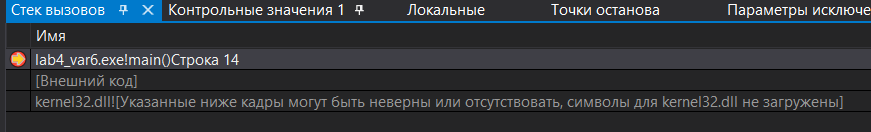 Стек вызовов Контрольные значения 1 Локальные Точки останова Параметры исключе
Имя
lab4_var6.exe!main()Строка 14
[Внешний код]
kernel32.dll![Указанные ниже кадры могут быть неверны или отсутствовать, символы для kernel32.dll не загружены]